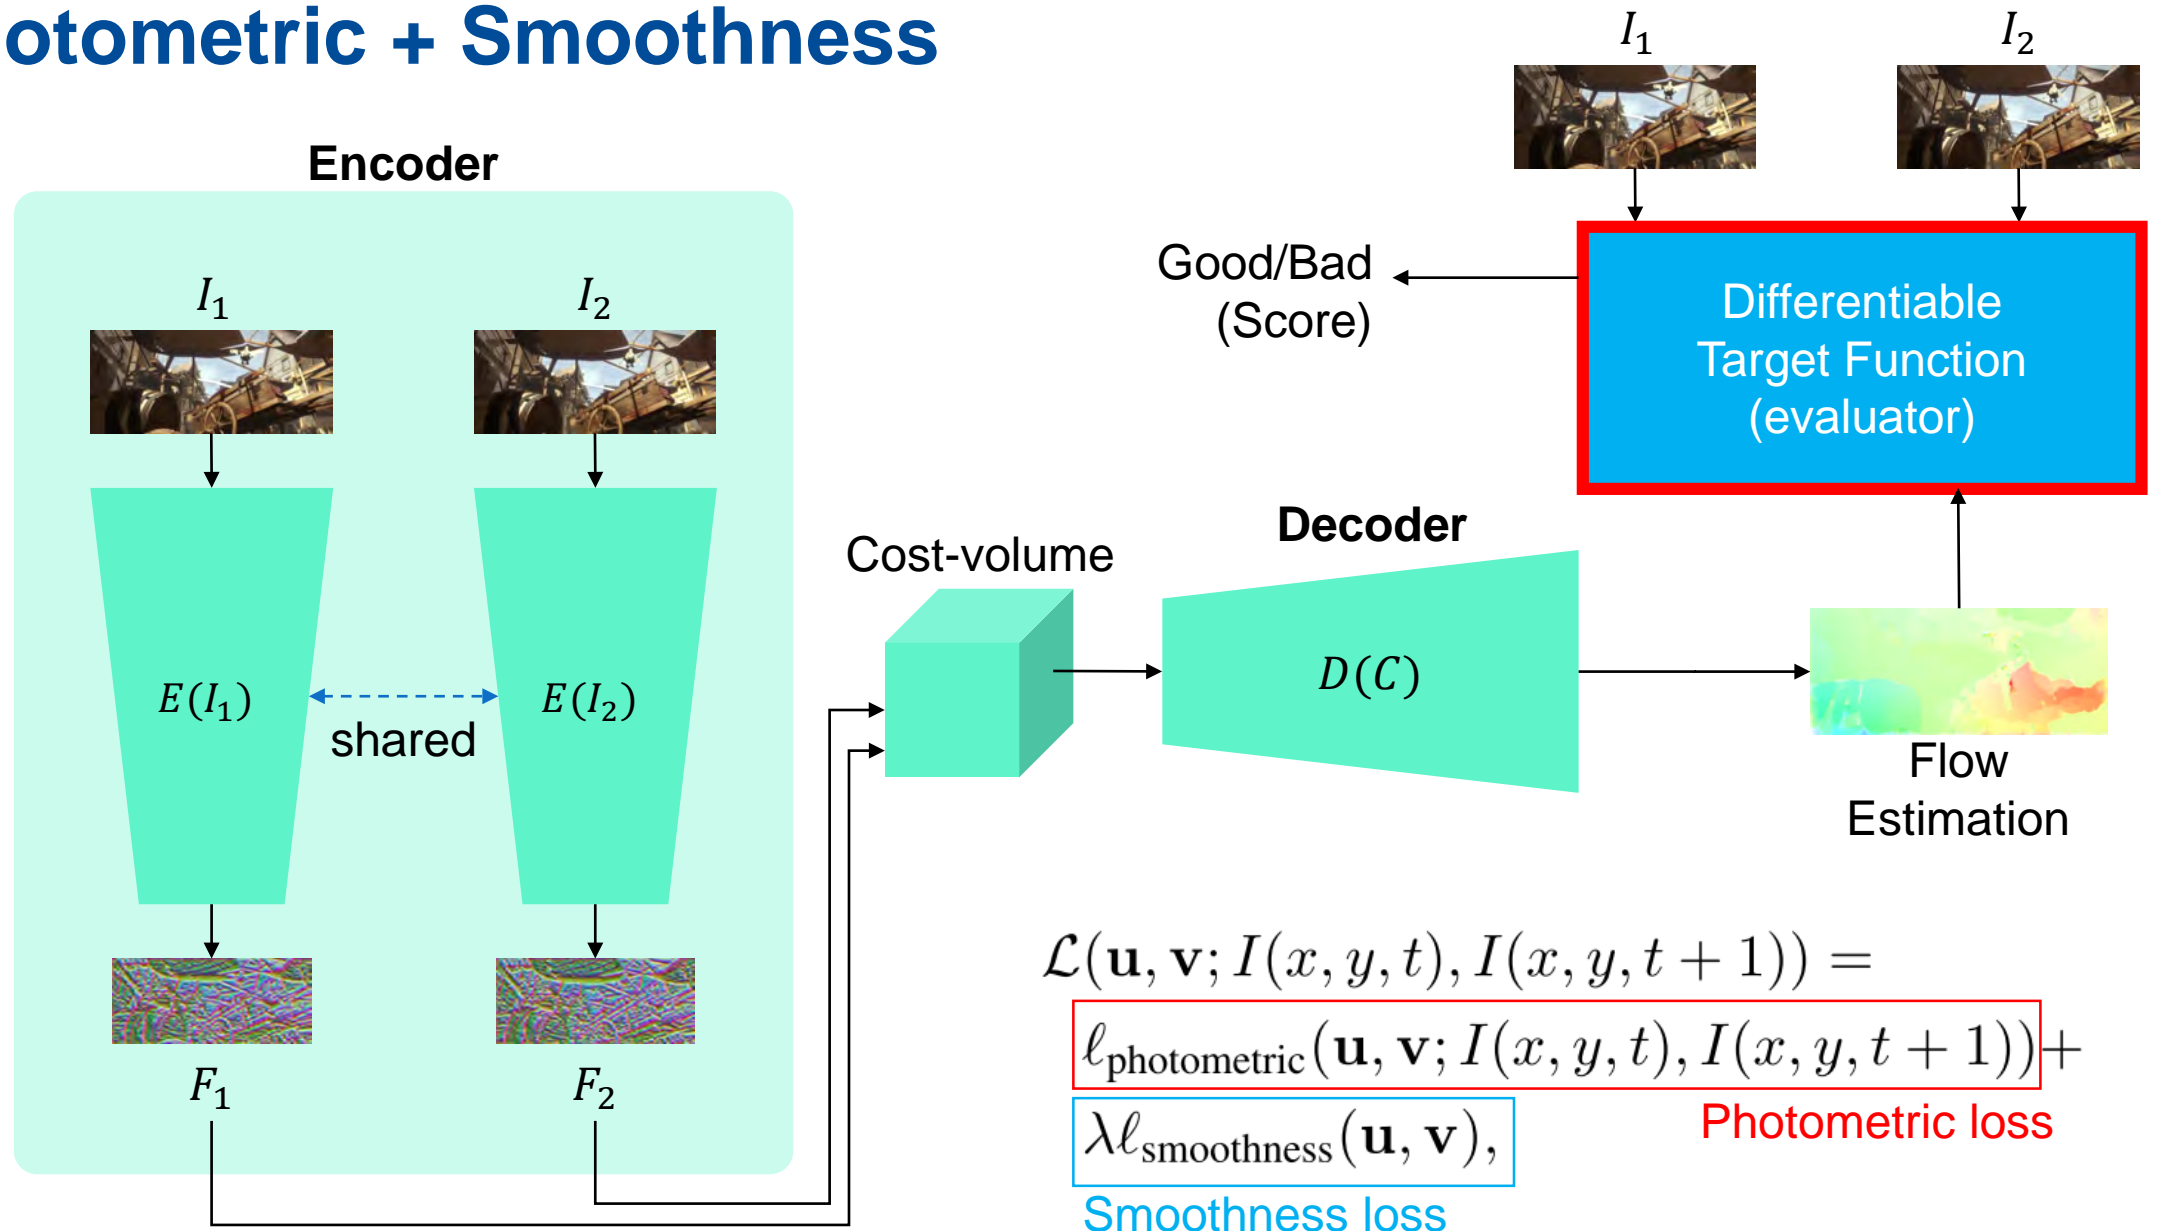 otometric + Smoothness
I₁ I₂
Encoder
Good/Bad
(Score)
Differentiable
Target Function
(evaluator)
I₁ I₂
Decoder
Cost-volume
E(I₁) E(I₂)
shared
D(C)
Flow
Estimation
F₁ F₂
ℒ(𝐮, 𝐯; I(x, y, t), I(x, y, t + 1)) =
ℓphotometric(𝐮, 𝐯; I(x, y, t), I(x, y, t + 1))+
Photometric loss
λℓsmoothness(𝐮, 𝐯),
Smoothness loss